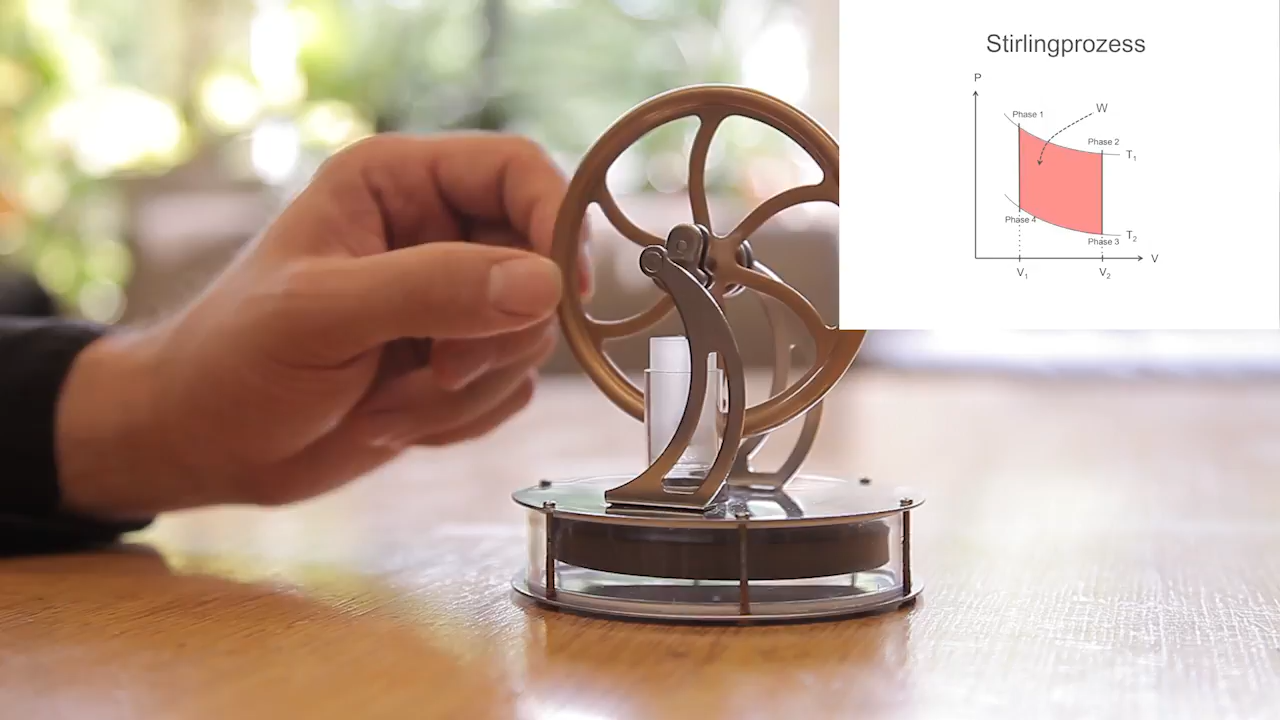 Stirlingprozess
P
Phase 1
W
Phase 2
T₁
Phase 4
T₂
Phase 3
V
V₁
V₂